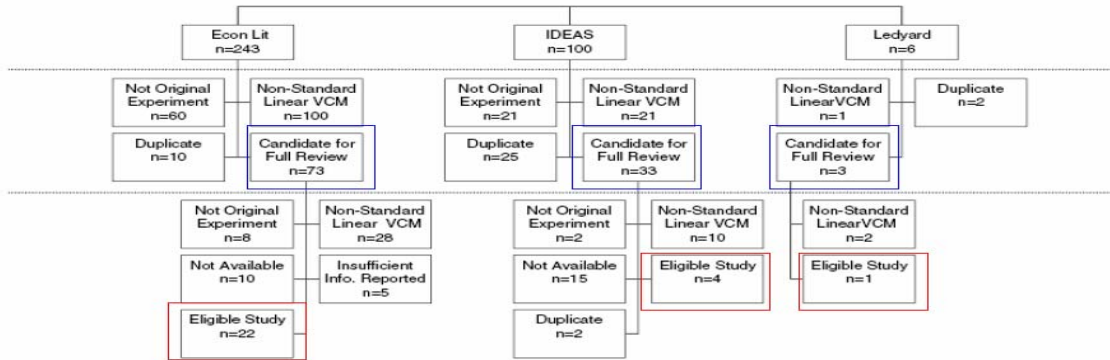 Econ Lit
n=243
IDEAS
n=100
Ledyard
n=6
Not Original
Experiment
n=60
Non-Standard
Linear VCM
n=100
Duplicate
n=10
Candidate for
Full Review
n=73
Not Original
Experiment
n=21
Non-Standard
Linear VCM
n=21
Duplicate
n=25
Candidate for
Full Review
n=33
Non-Standard
LinearVCM
n=1
Duplicate
n=2
Candidate for
Full Review
n=3
Not Original
Experiment
n=8
Non-Standard
Linear VCM
n=28
Not Available
n=10
Insufficient
Info. Reported
n=5
Eligible Study
n=22
Not Original
Experiment
n=2
Non-Standard
Linear VCM
n=10
Not Available
n=15
Eligible Study
n=4
Duplicate
n=2
Non-Standard
LinearVCM
n=2
Eligible Study
n=1